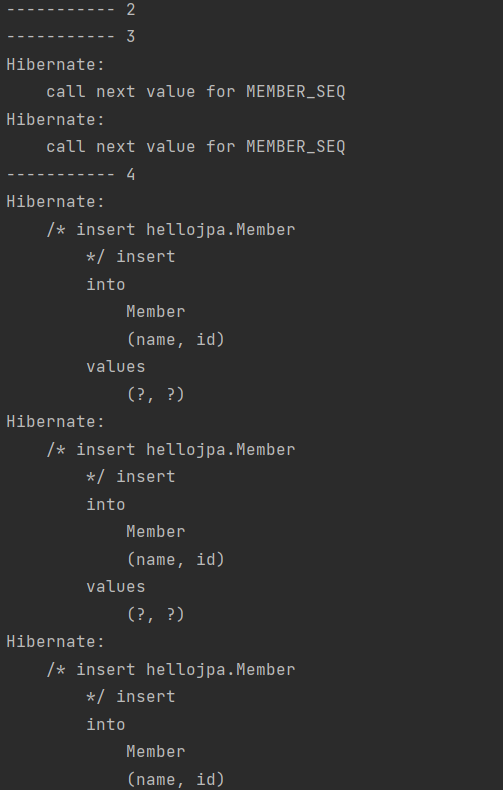 ----------- 2
----------- 3
Hibernate:
    call next value for MEMBER_SEQ
Hibernate:
    call next value for MEMBER_SEQ
----------- 4
Hibernate:
    /* insert hellojpa.Member
        */ insert
        into
            Member
            (name, id)
        values
            (?, ?)
Hibernate:
    /* insert hellojpa.Member
        */ insert
        into
            Member
            (name, id)
        values
            (?, ?)
Hibernate:
    /* insert hellojpa.Member
        */ insert
        into
            Member
            (name, id)